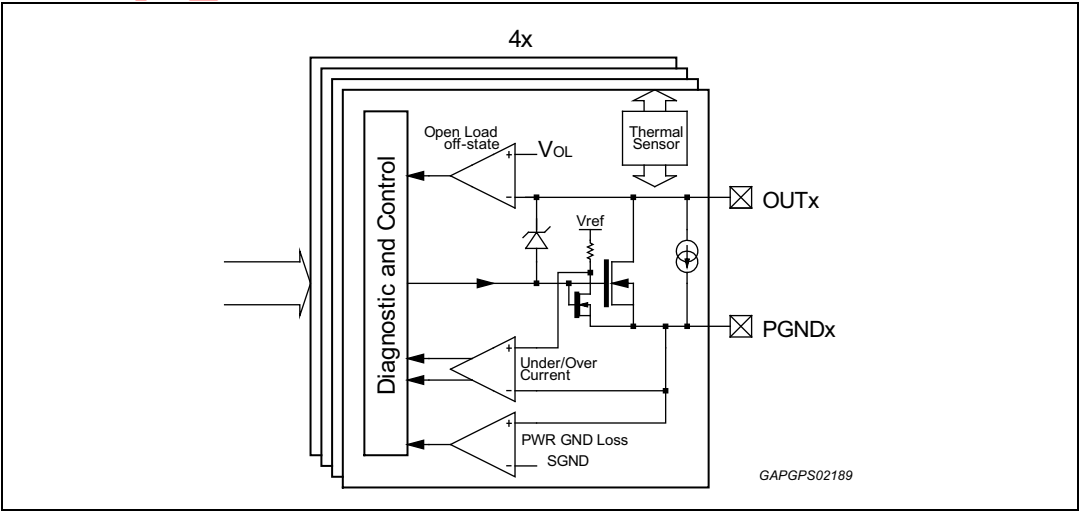 4x
Open Load
off-state
+
VOL
-
Thermal
Sensor
OUTx
Vref
Diagnostic and Control
PGNDx
+
Under/Over
Current
-
+
PWR GND Loss
-
SGND
GAPGPS02189